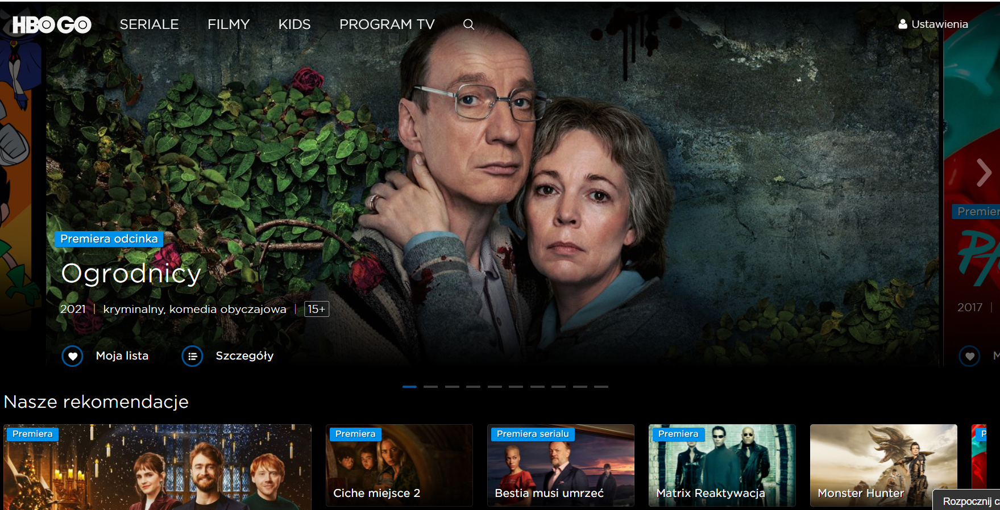 HBO GO SERIALE FILMY KIDS PROGRAM TV Ustawienia
Premiera odcinka
Ogrodnicy
2021 | kryminalny, komedia obyczajowa | 15+
Moja lista Szczegóły
2017 |
Nasze rekomendacje
Premiera
Premiera
Ciche miejsce 2
Premiera serialu
Bestia musi umrzeć
Premiera
Matrix Reaktywacja
Monster Hunter
Rozpocznij